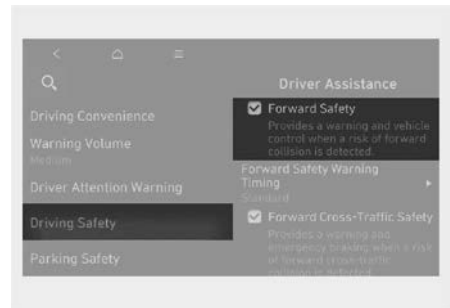 Driver Assistance
Driving Convenience
Warning Volume
Medium
Driver Attention Warning
Driving Safety
Parking Safety
Forward Safety
Provides a warning and vehicle
control when a risk of forward
collision is detected.
Forward Safety Warning
Timing
Standard
Forward Cross-Traffic Safety
Provides a warning and
emergency braking when a risk
of forward cross-traffic
collision is detected.